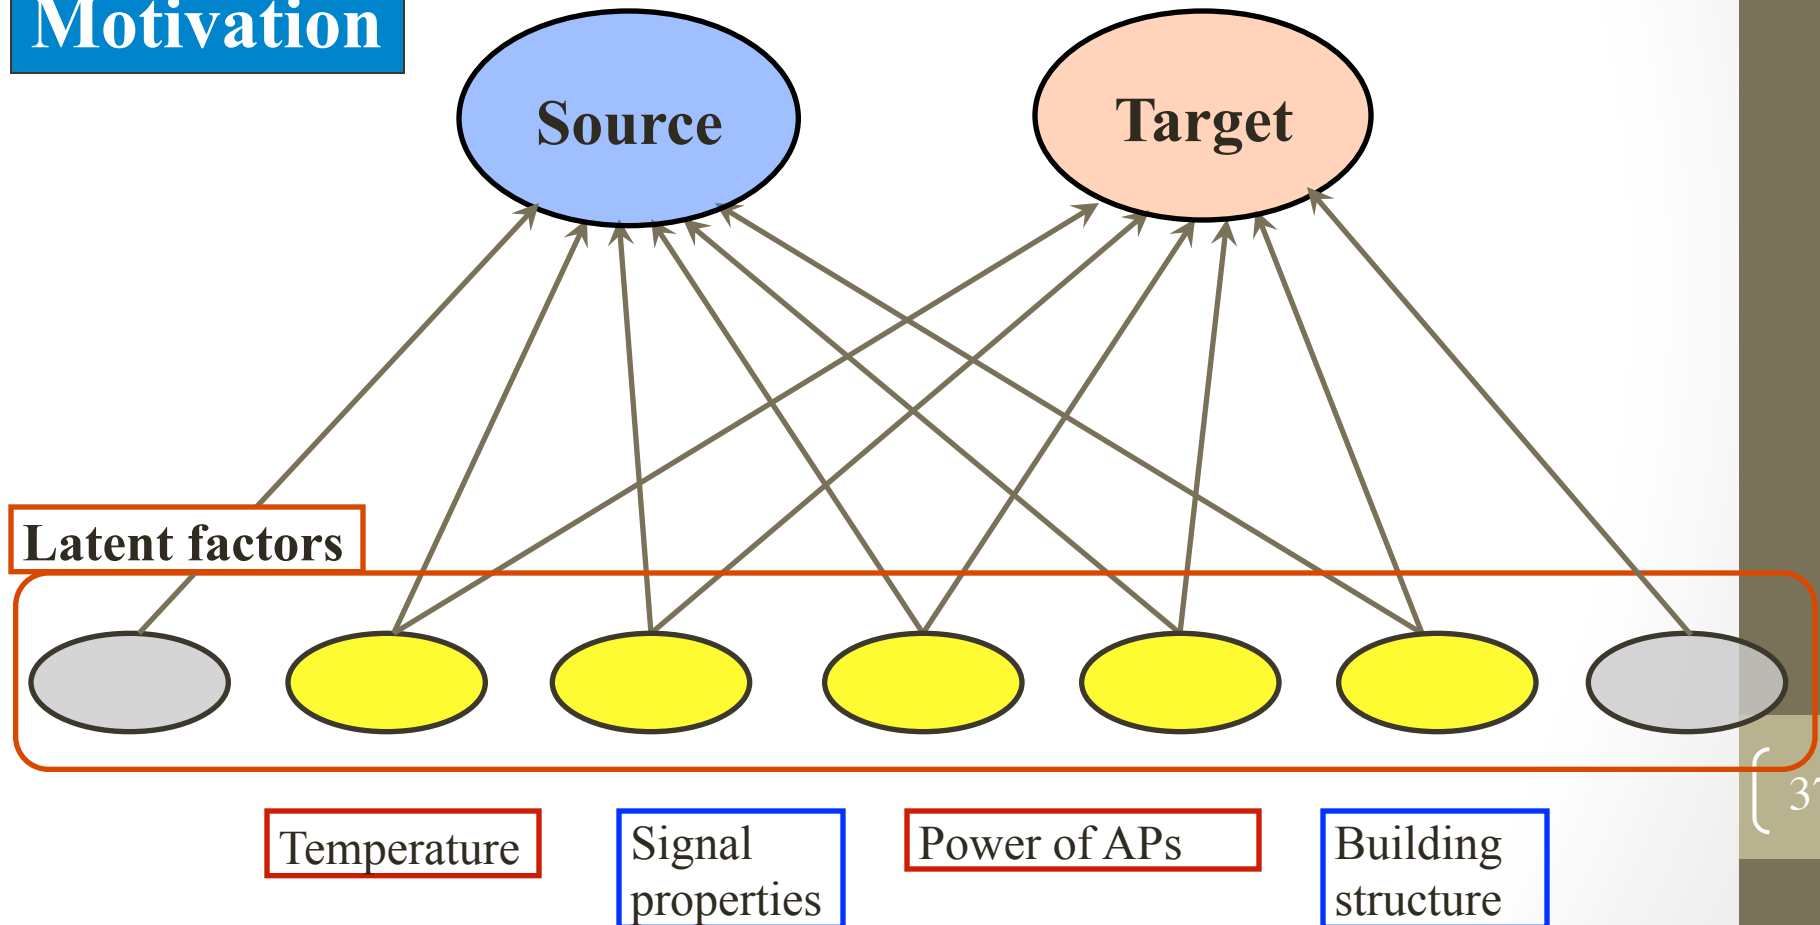 Motivation
Source
Target
Latent factors
Temperature
Signal
properties
Power of APs
Building
structure